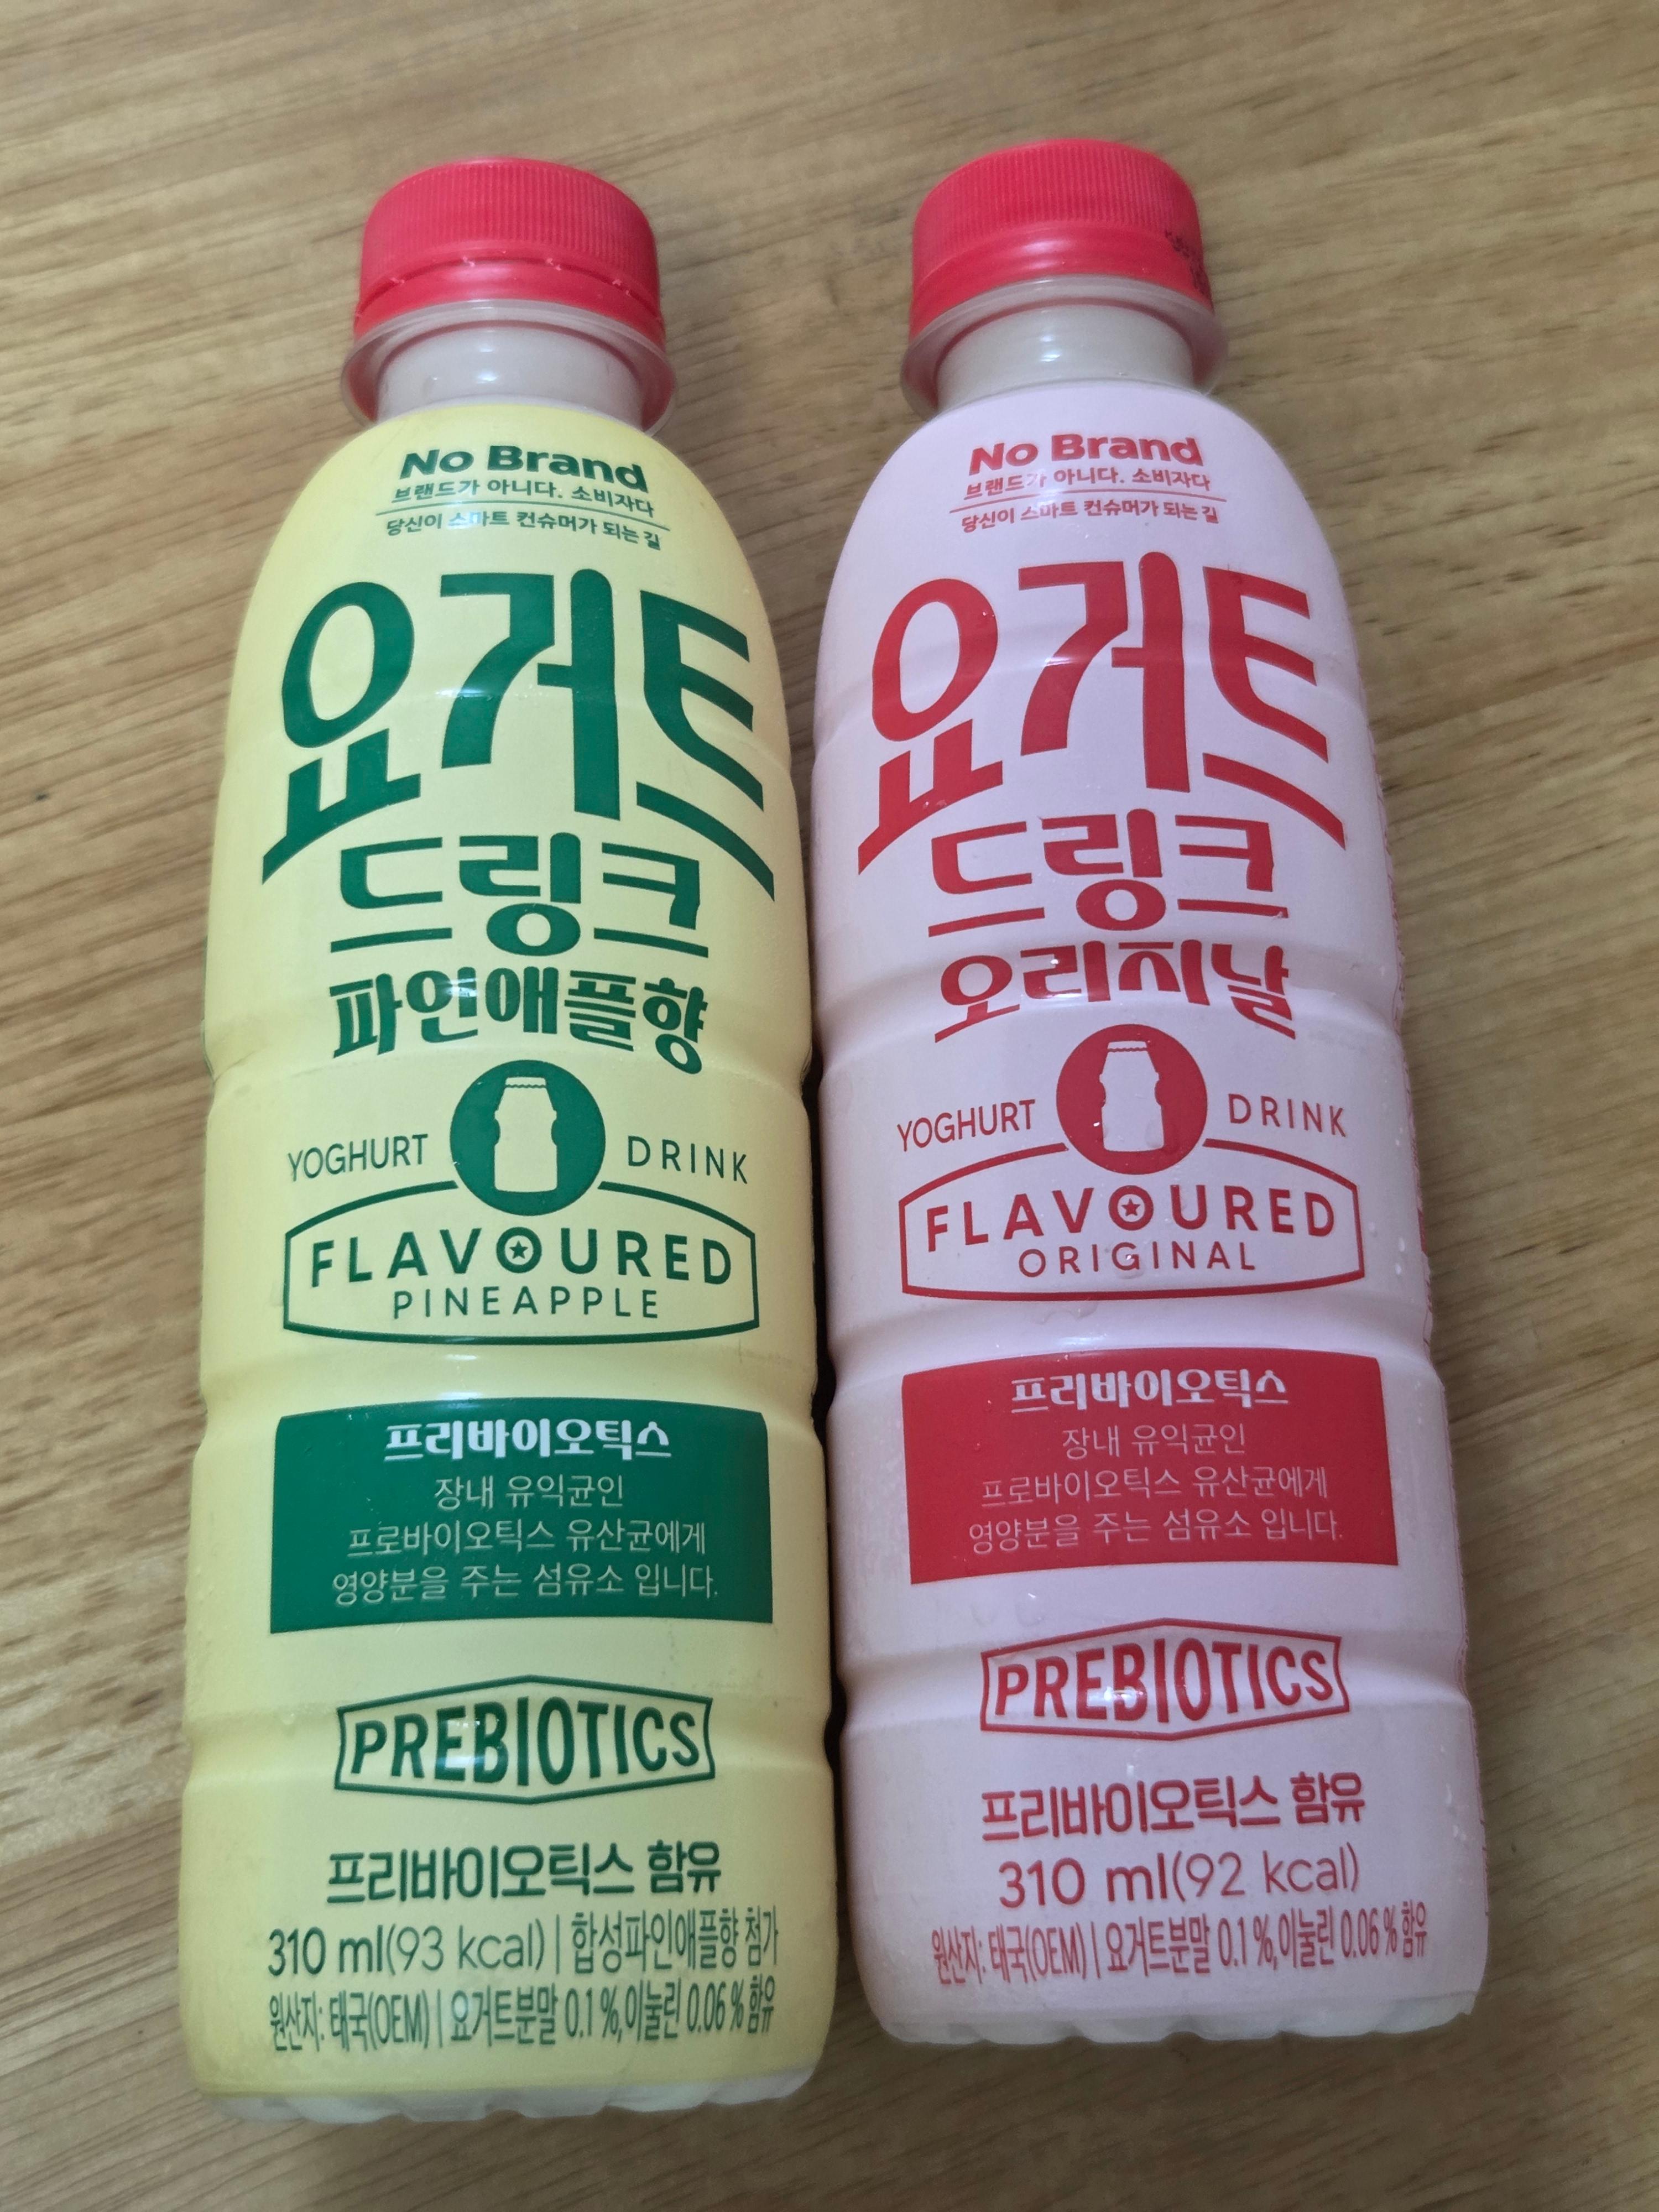 No Brand
브랜드가 아니다. 소비자다
당신이 스마트 컨슈머가 되는 길
요거트
드링크
파인애플향
YOGHURT DRINK
FLAVOURED
PINEAPPLE
프리바이오틱스
장내 유익균인
프로바이오틱스 유산균에게
영양분을 주는 섬유소 입니다.
PREBIOTICS
프리바이오틱스 함유
310 ml(93 kcal) | 합성파인애플향 첨가
원산지: 태국(OEM) | 요거트분말 0.1 %, 이눌린 0.06 % 함유
No Brand
브랜드가 아니다. 소비자다
당신이 스마트 컨슈머가 되는 길
요거트
드링크
오리지날
YOGHURT DRINK
FLAVOURED
ORIGINAL
프리바이오틱스
장내 유익균인
프로바이오틱스 유산균에게
영양분을 주는 섬유소 입니다.
PREBIOTICS
프리바이오틱스 함유
310 ml(92 kcal)
원산지: 태국(OEM) | 요거트분말 0.1 %, 이눌린 0.06 % 함유